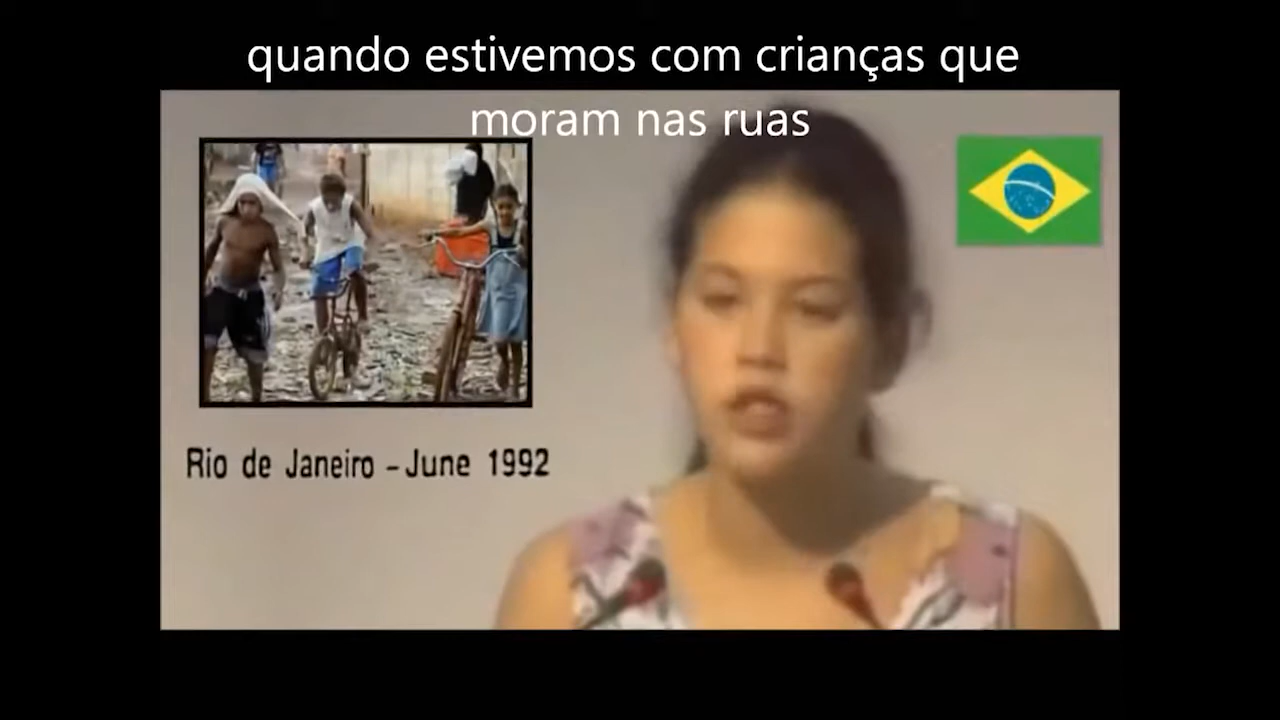 quando estivemos com crianças que
moram nas ruas
Rio de Janeiro - June 1992